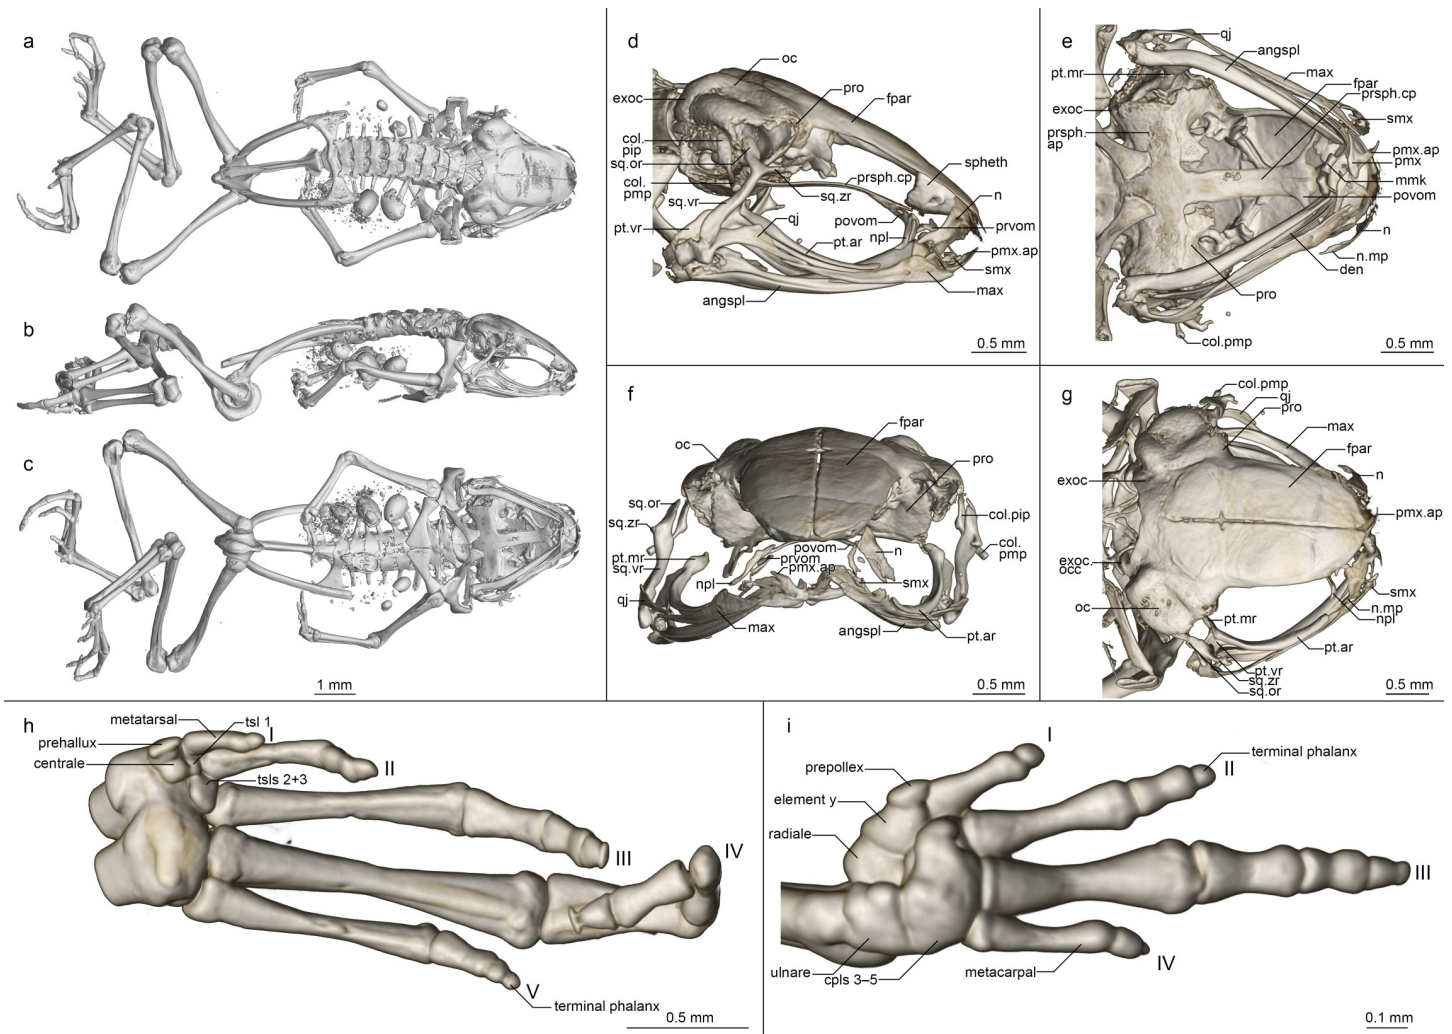 a
b
c
1 mm
d
oc
pro
fpar
exoc
col.
pip
sq.or
col.
pmp
sq.vr
pt.vr
spheth
prsph.cp
sq.zr
n
povom
qj
npl
prvom
pt.ar
pmx.ap
smx
max
angspl
0.5 mm
e
qj
angspl
max
pt.mr
fpar
prsph.cp
exoc
smx
prsph.
ap
pmx.ap
pmx
mmk
povom
n
n.mp
den
pro
col.pmp
0.5 mm
f
fpar
oc
pro
sq.or
sq.zr
col.pip
col.
pmp
pt.mr
sq.vr
povom
prvom
n
pmx.ap
npl
smx
qj
max
angspl
pt.ar
0.5 mm
g
col.pmp
qj
pro
max
fpar
n
exoc
pmx.ap
exoc.
occ
smx
oc
n.mp
npl
pt.mr
pt.ar
pt.vr
sq.zr
sq.or
0.5 mm
h
metatarsal
tsl 1
I
prehallux
centrale
II
tsls 2+3
III
IV
V
terminal phalanx
0.5 mm
i
I
prepollex
II
terminal phalanx
element y
radiale
III
ulnare
cpls 3–5
metacarpal
IV
0.1 mm